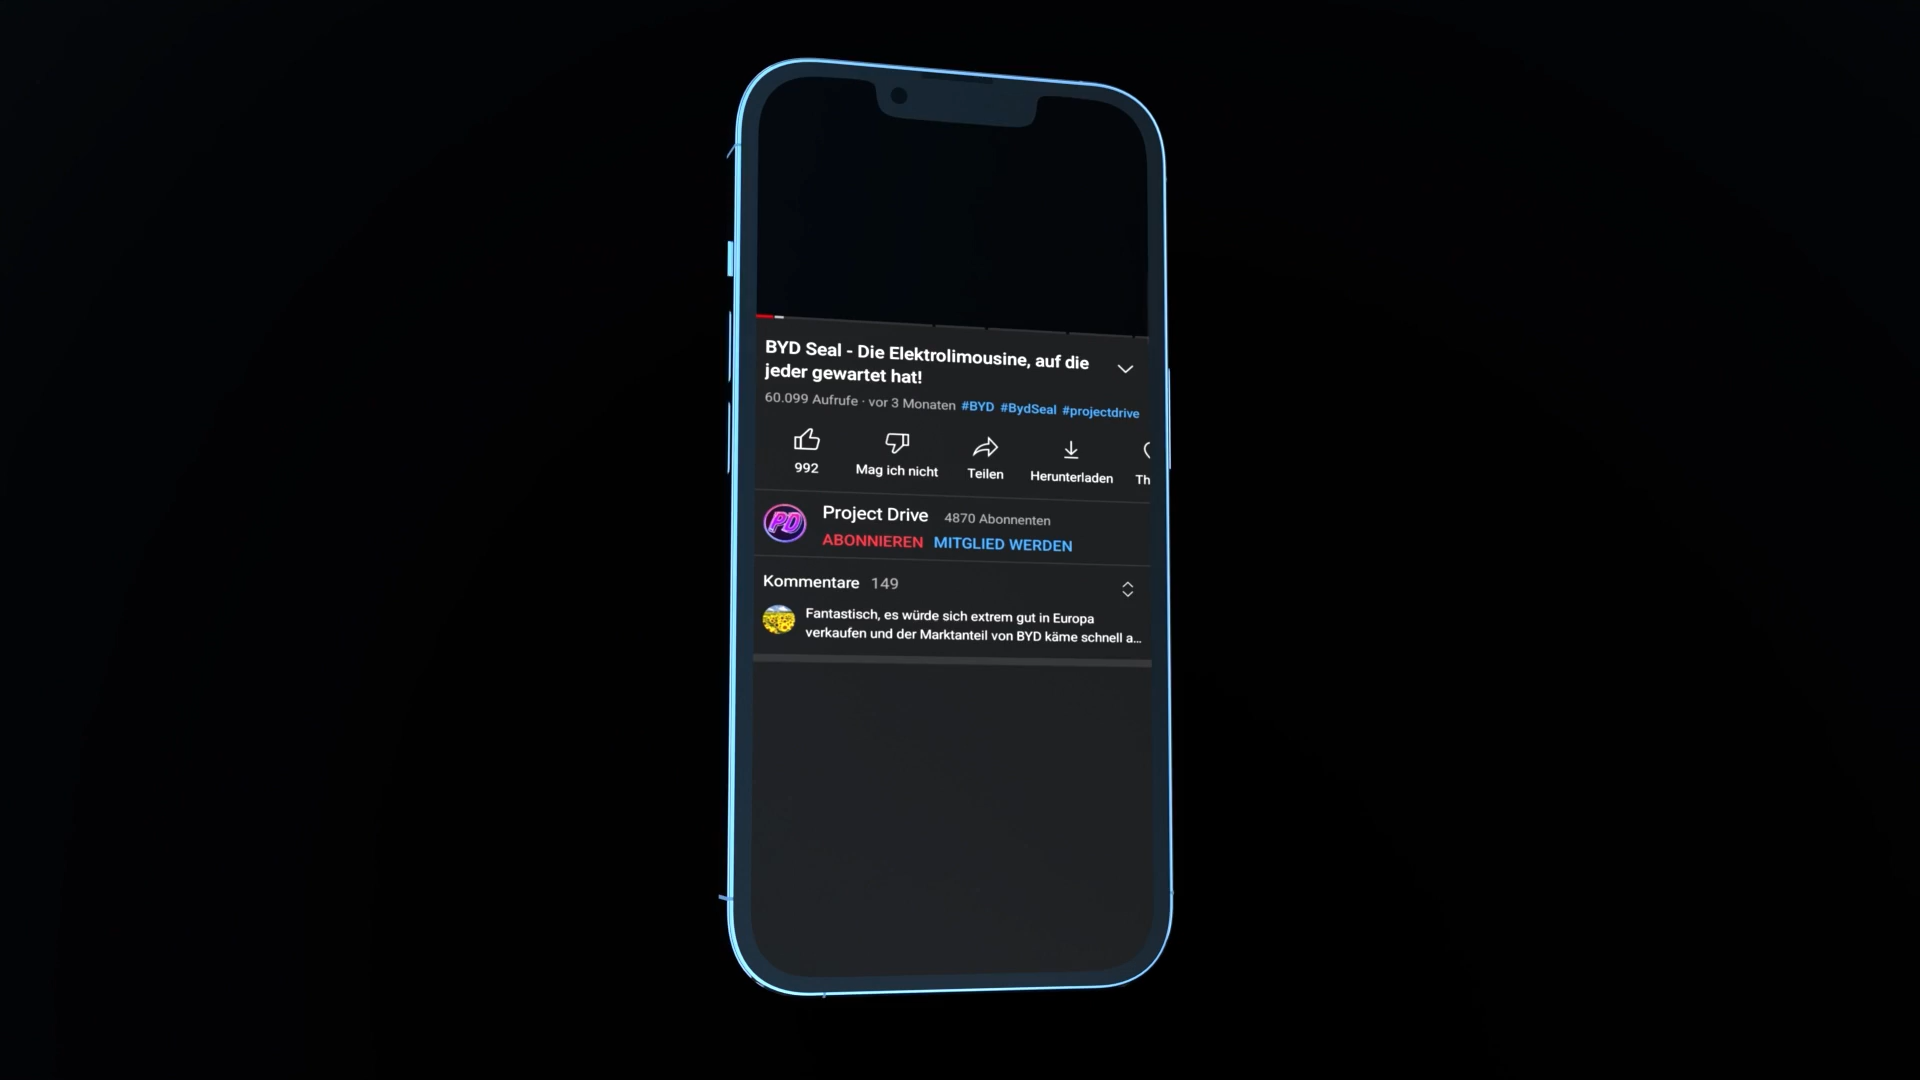 BYD Seal - Die Elektrolimousine, auf die
jeder gewartet hat!
60.099 Aufrufe · vor 3 Monaten #BYD #BydSeal #projectdrive
992 Mag ich nicht Teilen Herunterladen Th
PD
Project Drive 4870 Abonnenten
ABONNIEREN MITGLIED WERDEN
Kommentare 149
Fantastisch, es würde sich extrem gut in Europa
verkaufen und der Marktanteil von BYD käme schnell a...